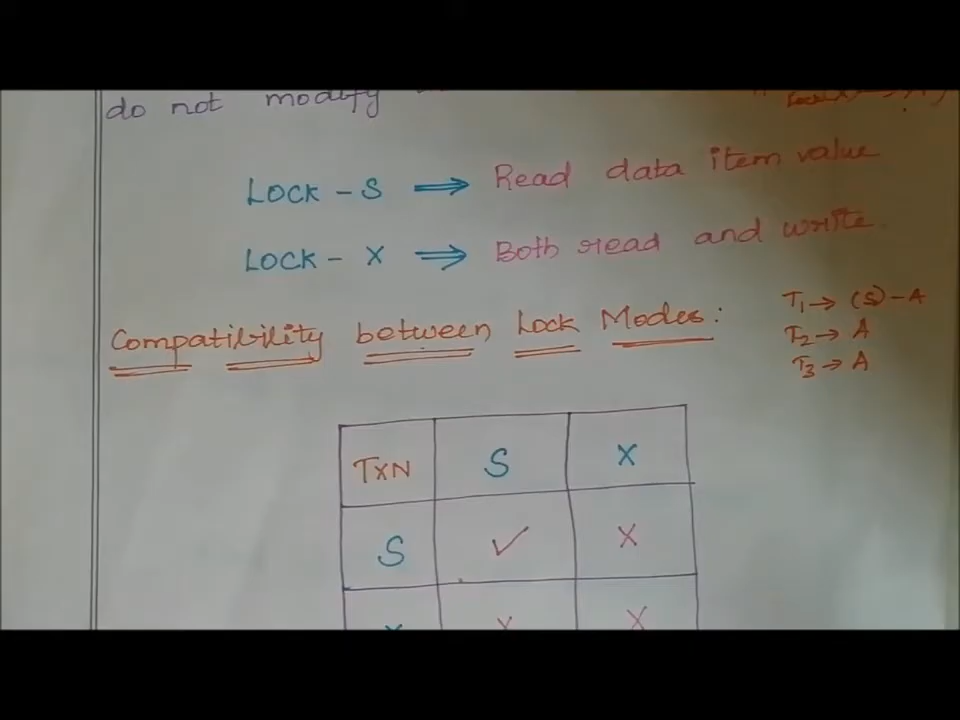 do not modify
Lock - S ⟹ Read data item value
Lock - X ⟹ Both read and write.
Compatibility between Lock Modes:
T1 → (S) - A
T2 → A
T3 → A
TXN S X
S ✓ X
X X X